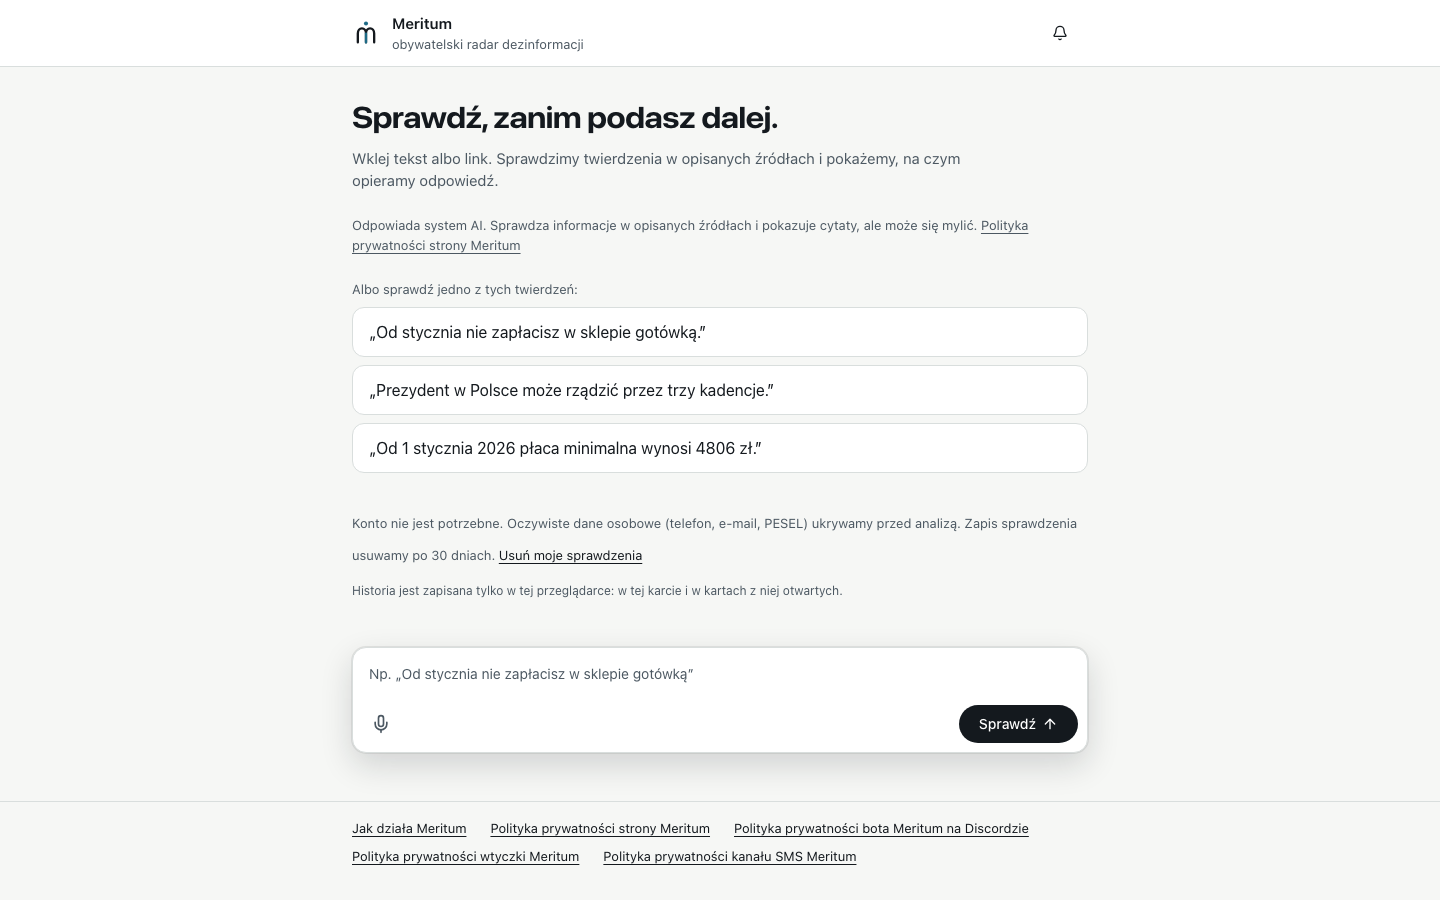 Meritum
obywatelski radar dezinformacji
Sprawdź, zanim podasz dalej.
Wklej tekst albo link. Sprawdzimy twierdzenia w opisanych źródłach i pokażemy, na czym
opieramy odpowiedź.
Odpowiada system AI. Sprawdza informacje w opisanych źródłach i pokazuje cytaty, ale może się mylić. Polityka
prywatności strony Meritum
Albo sprawdź jedno z tych twierdzeń:
„Od stycznia nie zapłacisz w sklepie gotówką.”
„Prezydent w Polsce może rządzić przez trzy kadencje.”
„Od 1 stycznia 2026 płaca minimalna wynosi 4806 zł.”
Konto nie jest potrzebne. Oczywiste dane osobowe (telefon, e-mail, PESEL) ukrywamy przed analizą. Zapis sprawdzenia
usuwamy po 30 dniach. Usuń moje sprawdzenia
Historia jest zapisana tylko w tej przeglądarce: w tej karcie i w kartach z niej otwartych.
Np. „Od stycznia nie zapłacisz w sklepie gotówką”
Sprawdź ↑
Jak działa Meritum Polityka prywatności strony Meritum Polityka prywatności bota Meritum na Discordzie
Polityka prywatności wtyczki Meritum Polityka prywatności kanału SMS Meritum